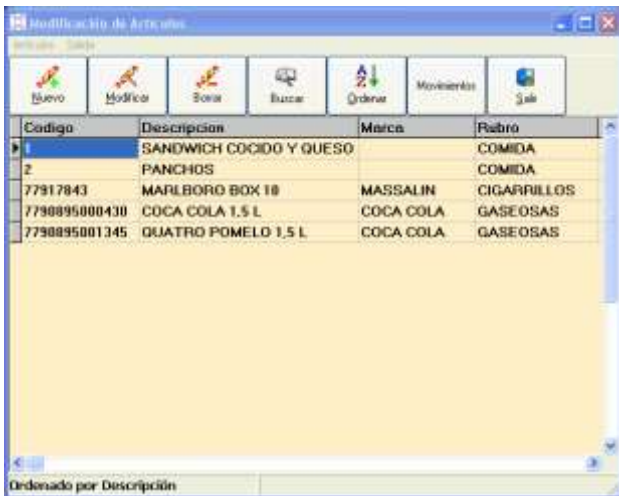 Modificación de Articulos
Articulos Salida
Nuevo Modificar Borrar Buscar Ordenar Movimientos Salir
Codigo Descripcion Marca Rubro
1 SANDWICH COCIDO Y QUESO COMIDA
2 PANCHOS COMIDA
77917843 MARLBORO BOX 10 MASSALIN CIGARRILLOS
7790895000430 COCA COLA 1,5 L COCA COLA GASEOSAS
7790895001345 QUATRO POMELO 1,5 L COCA COLA GASEOSAS
Ordenado por Descripción